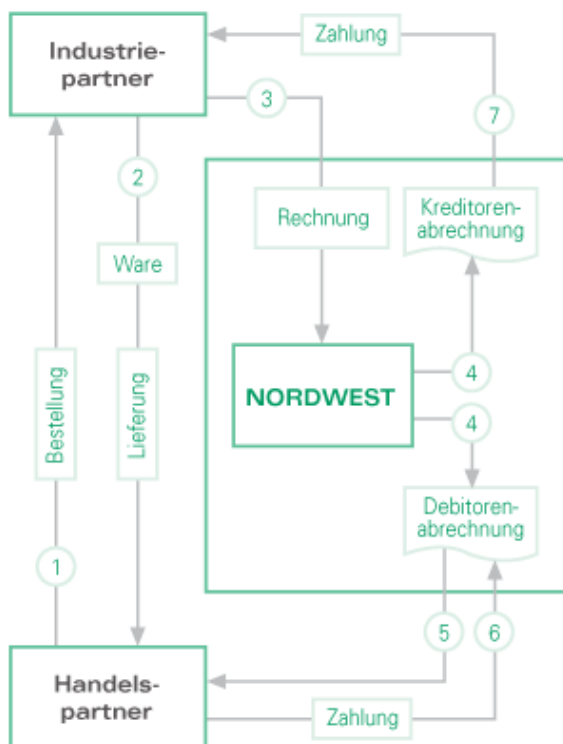 Industrie-
partner
Zahlung
3
7
2
Rechnung
Kreditoren-
abrechnung
Ware
Bestellung
Lieferung
NORDWEST
4
4
Debitoren-
abrechnung
1
5
6
Handels-
partner
Zahlung